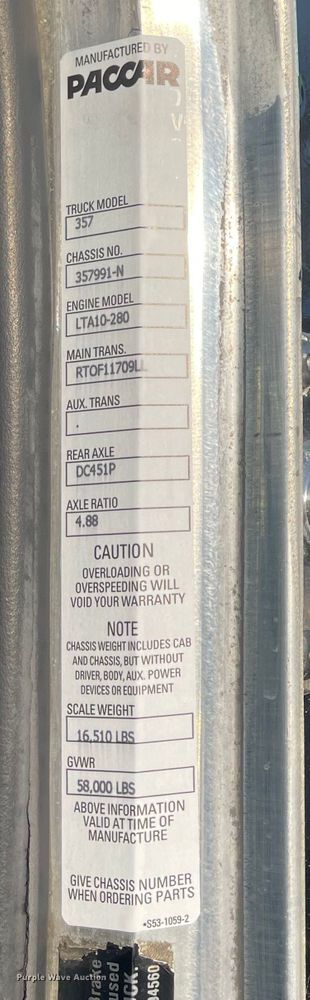 MANUFACTURED BY
PACCAR
TRUCK MODEL
357
CHASSIS NO.
357991-N
ENGINE MODEL
LTA10-280
MAIN TRANS.
RTOF11709LL
AUX. TRANS
.
REAR AXLE
DC451P
AXLE RATIO
4.88
CAUTION
OVERLOADING OR
OVERSPEEDING WILL
VOID YOUR WARRANTY
NOTE
CHASSIS WEIGHT INCLUDES CAB
AND CHASSIS, BUT WITHOUT
DRIVER, BODY, AUX. POWER
DEVICES OR EQUIPMENT
SCALE WEIGHT
16,510 LBS
GVWR
58,000 LBS
ABOVE INFORMATION
VALID AT TIME OF
MANUFACTURE
GIVE CHASSIS NUMBER
WHEN ORDERING PARTS
•S53-1059-2
Purple Wave Auction